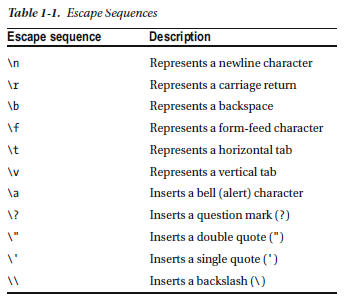 Table 1-1. Escape Sequences
Escape sequence Description
\n Represents a newline character
\r Represents a carriage return
\b Represents a backspace
\f Represents a form-feed character
\t Represents a horizontal tab
\v Represents a vertical tab
\a Inserts a bell (alert) character
\? Inserts a question mark (?)
\" Inserts a double quote (")
\' Inserts a single quote (')
\\ Inserts a backslash (\)